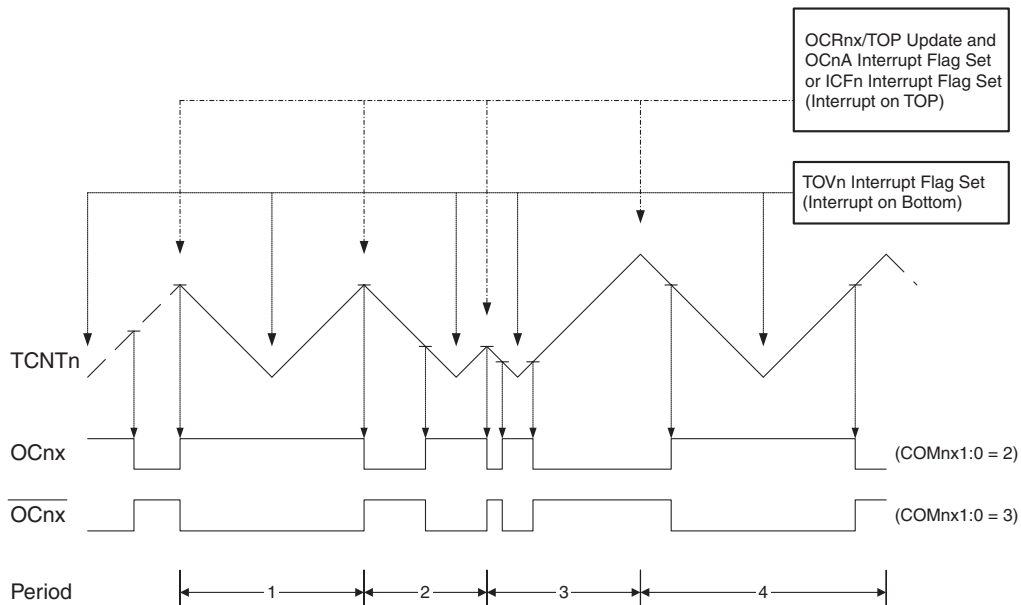 OCRnx/TOP Update and
OCnA Interrupt Flag Set
or ICFn Interrupt Flag Set
(Interrupt on TOP)
TOVn Interrupt Flag Set
(Interrupt on Bottom)
TCNTn
OCnx
(COMnx1:0 = 2)
OCnx
(COMnx1:0 = 3)
Period
1
2
3
4